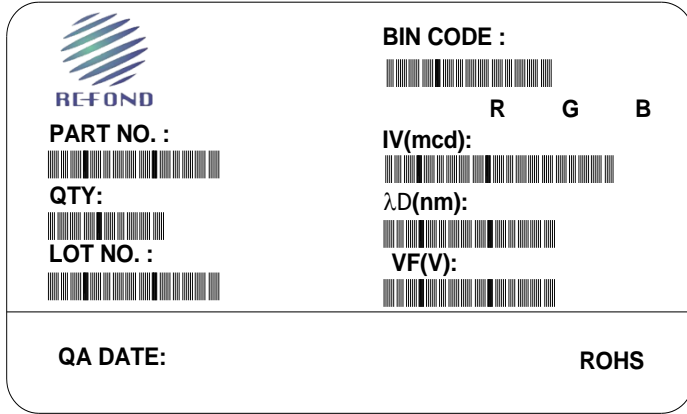 REFOND
PART NO. :
QTY:
LOT NO. :
BIN CODE :
R G B
IV(mcd):
λD(nm):
VF(V):
QA DATE:
ROHS